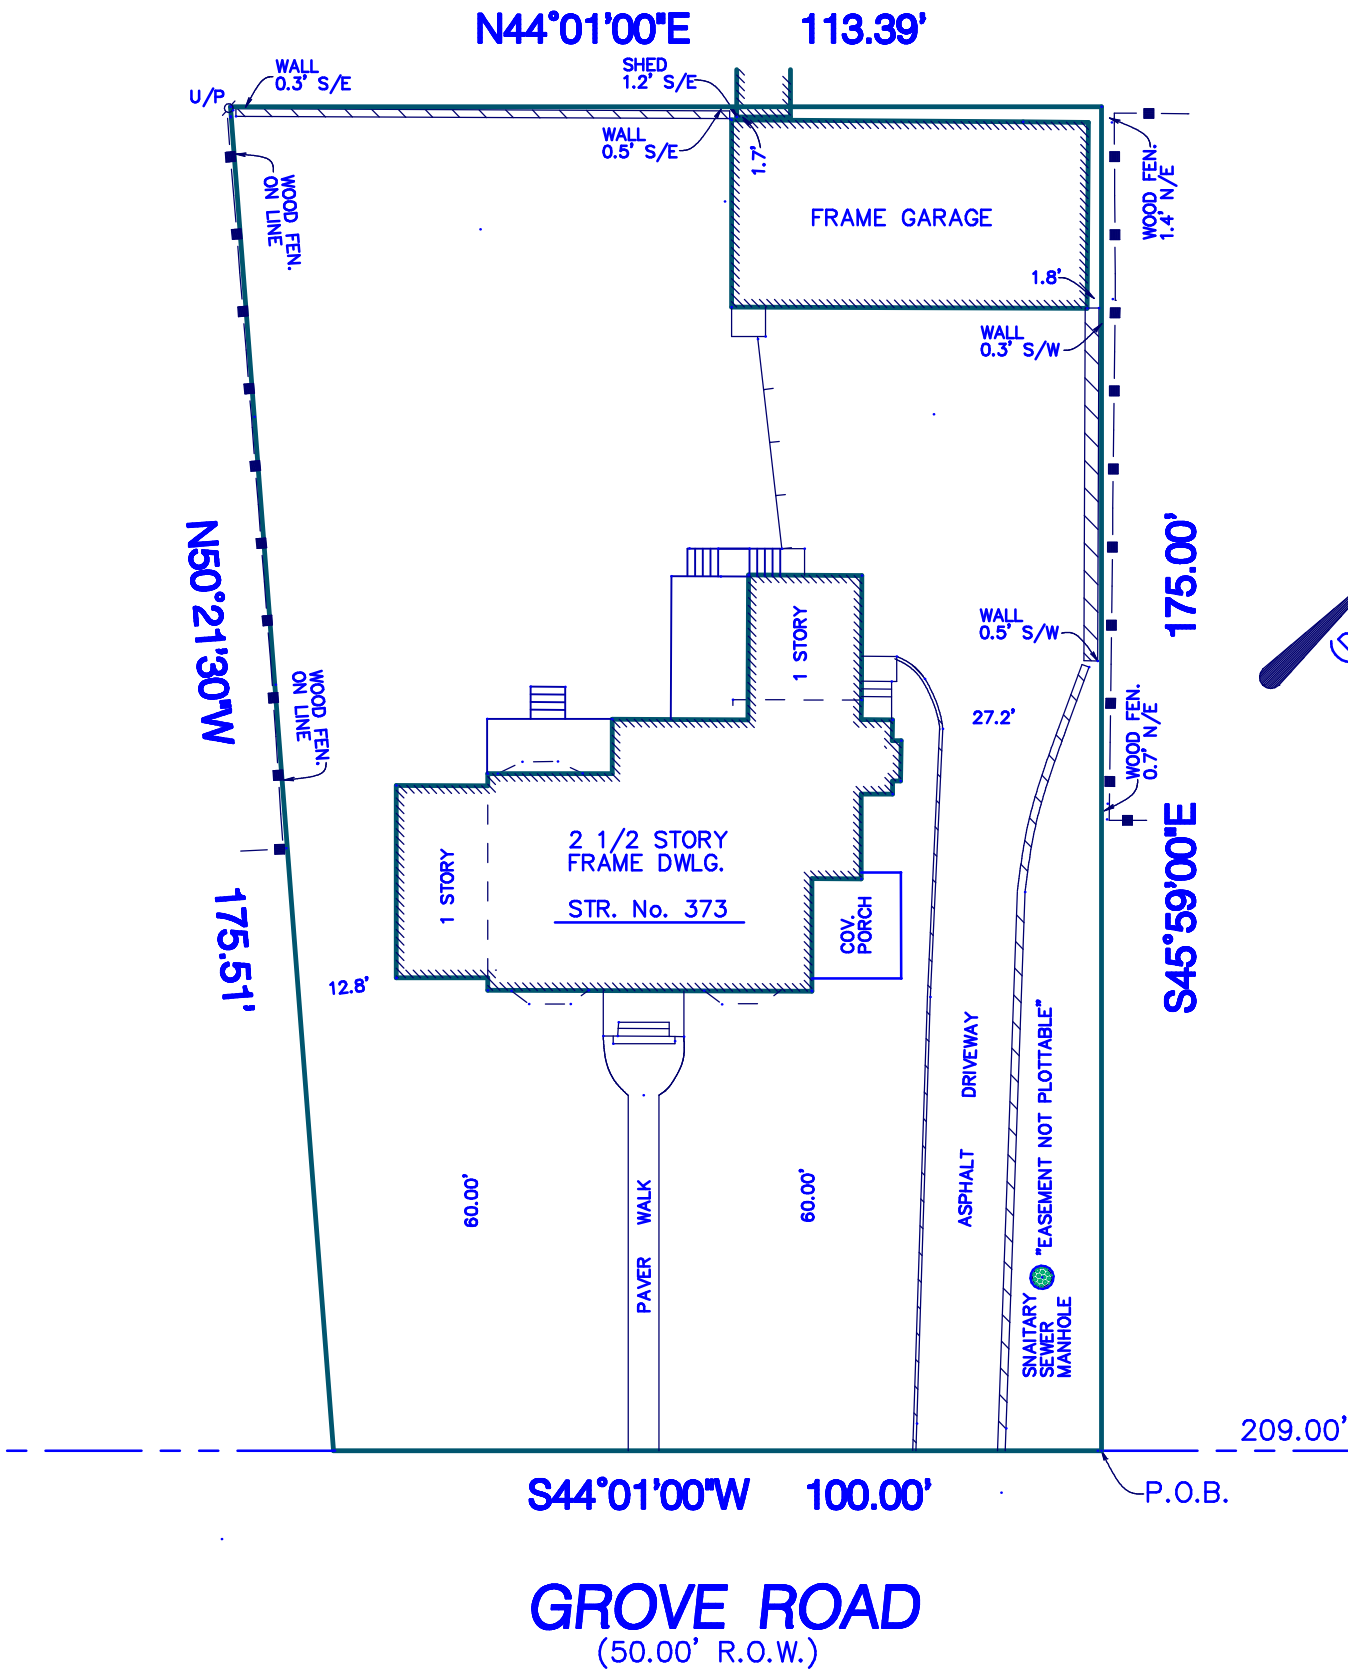 N44°01'00"E 113.39'
WALL
0.3' S/E
U/P
SHED
1.2' S/E
WALL
0.5' S/E
1.7'
WOOD FEN.
ON LINE
FRAME GARAGE
WOOD FEN.
1.4' N/E
1.8'
WALL
0.3' S/W
N50°21'30"W
175.51'
175.00'
S45°59'00"E
1 STORY
WALL
0.5' S/W
WOOD FEN.
ON LINE
27.2'
WOOD FEN.
0.7' N/E
2 1/2 STORY
FRAME DWLG.
STR. No. 373
1 STORY
COV.
PORCH
12.8'
ASPHALT DRIVEWAY
"EASEMENT NOT PLOTTABLE"
60.00'
60.00'
PAVER WALK
SNAITARY
SEWER
MANHOLE
209.00'
S44°01'00"W 100.00'
P.O.B.
GROVE ROAD
(50.00' R.O.W.)